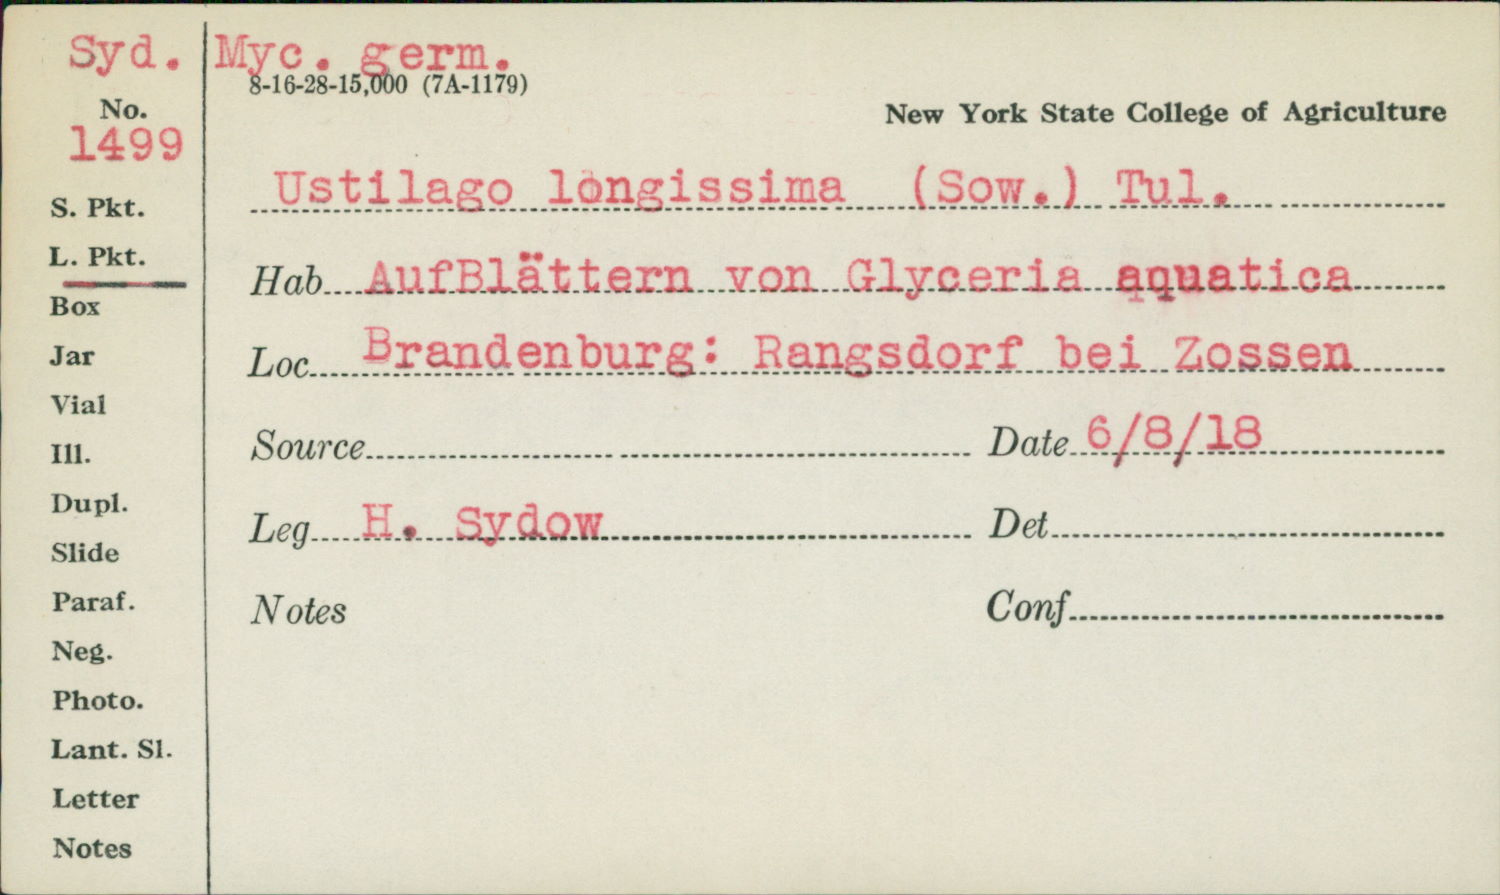 Syd. Myc. germ.
8-16-28-15,000 (7A-1179)
No.
1499
New York State College of Agriculture
Ustilago longissima (Sow.) Tul.
S. Pkt.
L. Pkt.
Hab AufBlättern von Glyceria aquatica
Box
Loc Brandenburg: Rangsdorf bei Zossen
Jar
Vial
Source Date 6/8/18
Ill.
Dupl.
Leg H. Sydow Det
Slide
Paraf.
Notes Conf
Neg.
Photo.
Lant. Sl.
Letter
Notes